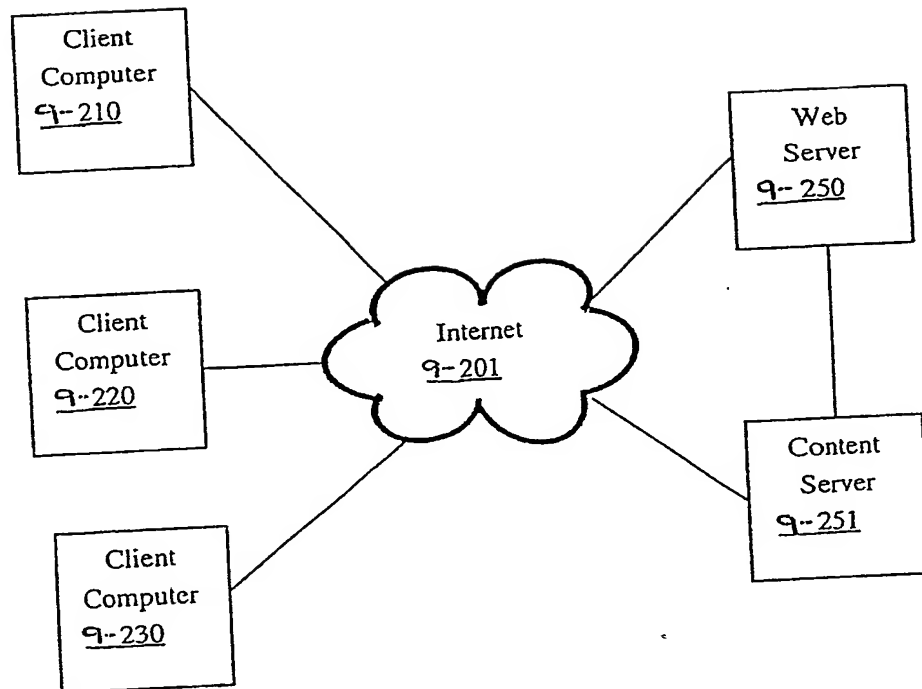 Client
Computer
9-210
Client
Computer
9-220
Client
Computer
9-230
Internet
9-201
Web
Server
9-250
Content
Server
9-251